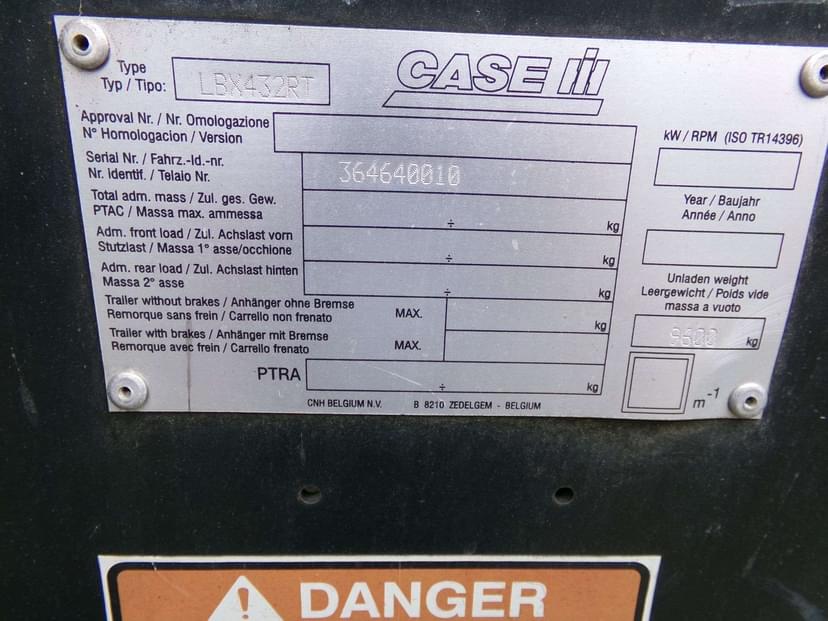 CASE III
Type
Typ / Tipo: LBX432RT
Approval Nr. / Nr. Omologazione
N° Homologacion / Version
Serial Nr. / Fahrz.-Id.-nr.
Nr. identif. / Telaio Nr. 364640010
Total adm. mass / Zul. ges. Gew.
PTAC / Massa max. ammessa ÷ kg
Adm. front load / Zul. Achslast vorn
Stutzlast / Massa 1° asse/occhione ÷ kg
Adm. rear load / Zul. Achslast hinten
Massa 2° asse ÷ kg
Trailer without brakes / Anhänger ohne Bremse
Remorque sans frein / Carrello non frenato MAX. kg
Trailer with brakes / Anhänger mit Bremse
Remorque avec frein / Carrello frenato MAX.
PTRA ÷ kg
CNH BELGIUM N.V. B 8210 ZEDELGEM - BELGIUM
kW / RPM (ISO TR14396)
Year / Baujahr
Année / Anno
Unladen weight
Leergewicht / Poids vide
massa a vuoto
9600 kg
m⁻¹
DANGER